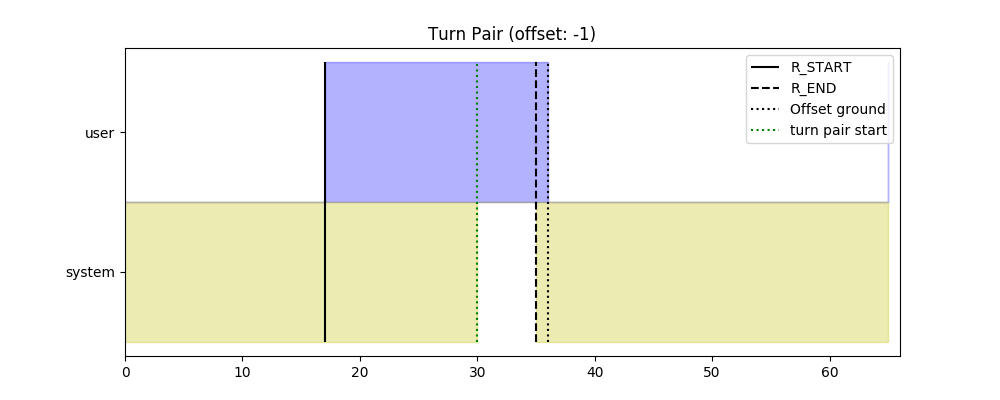 Turn Pair (offset: -1)
R_START
R_END
Offset ground
turn pair start
user
system
0 10 20 30 40 50 60